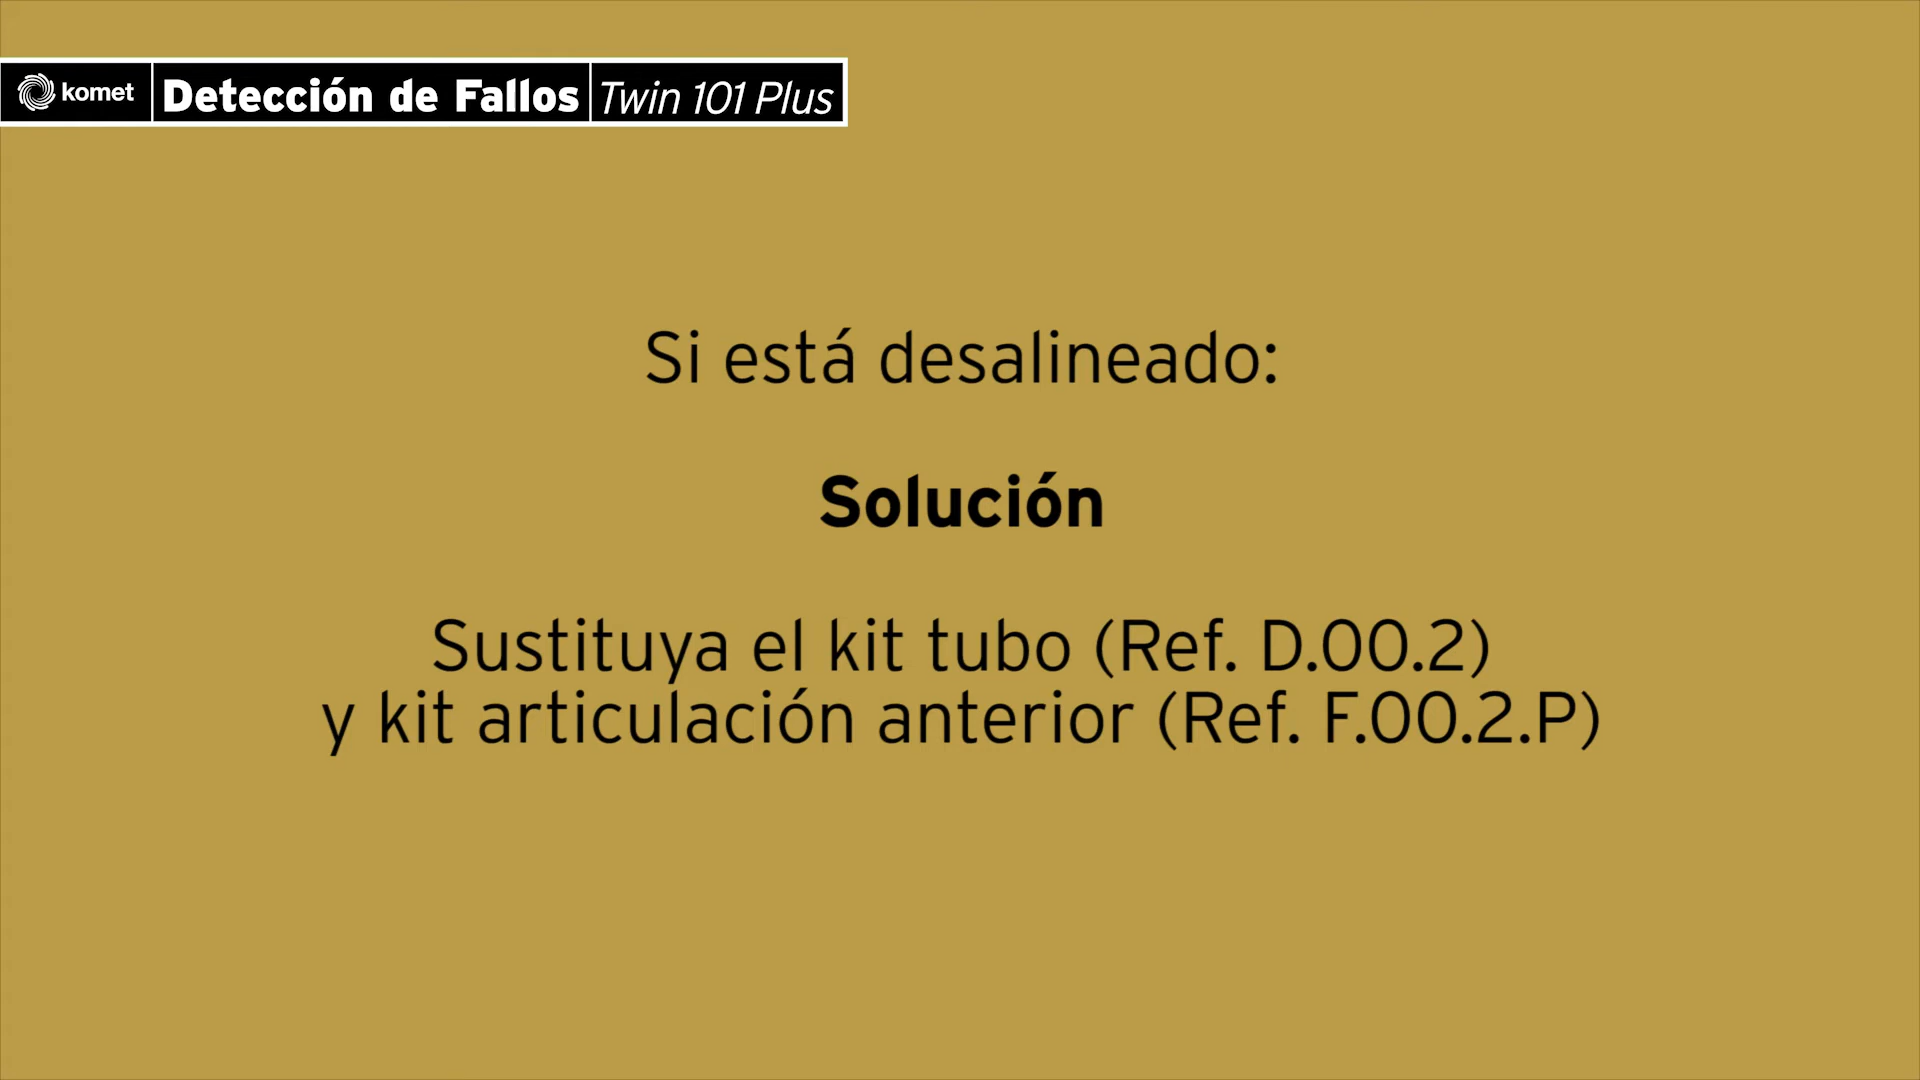 komet Detección de Fallos Twin 101 Plus
Si está desalineado:
Solución
Sustituya el kit tubo (Ref. D.00.2)
y kit articulación anterior (Ref. F.00.2.P)